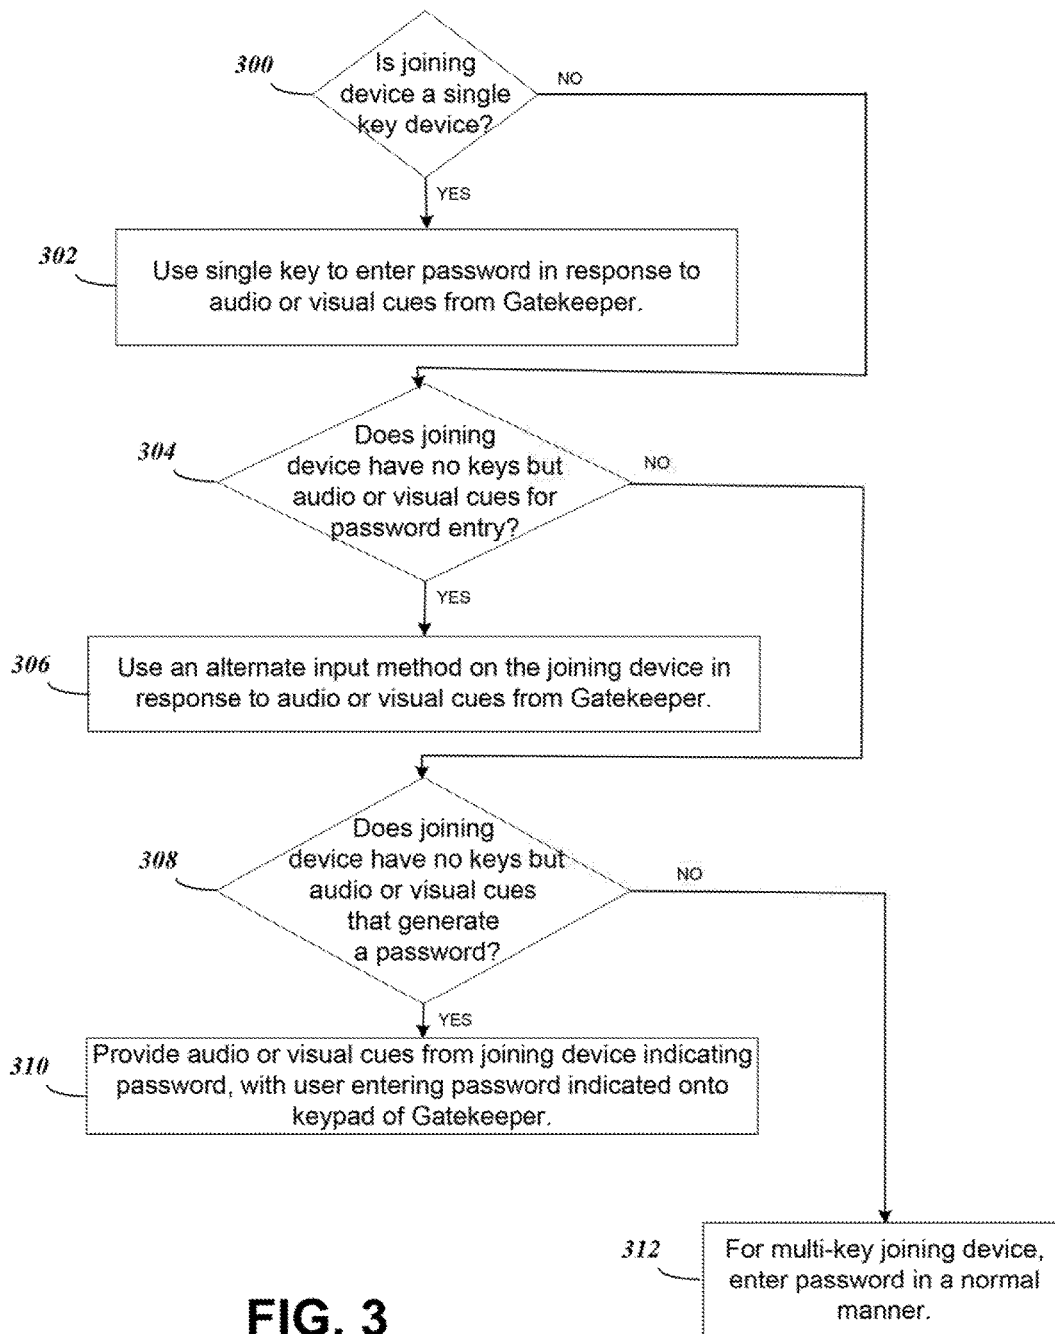 300
Is joining
device a single
key device?
NO
YES
302
Use single key to enter password in response to
audio or visual cues from Gatekeeper.
304
Does joining
device have no keys but
audio or visual cues for
password entry?
NO
YES
306
Use an alternate input method on the joining device in
response to audio or visual cues from Gatekeeper.
308
Does joining
device have no keys but
audio or visual cues
that generate
a password?
NO
YES
310
Provide audio or visual cues from joining device indicating
password, with user entering password indicated onto
keypad of Gatekeeper.
312
For multi-key joining device,
enter password in a normal
manner.
FIG. 3